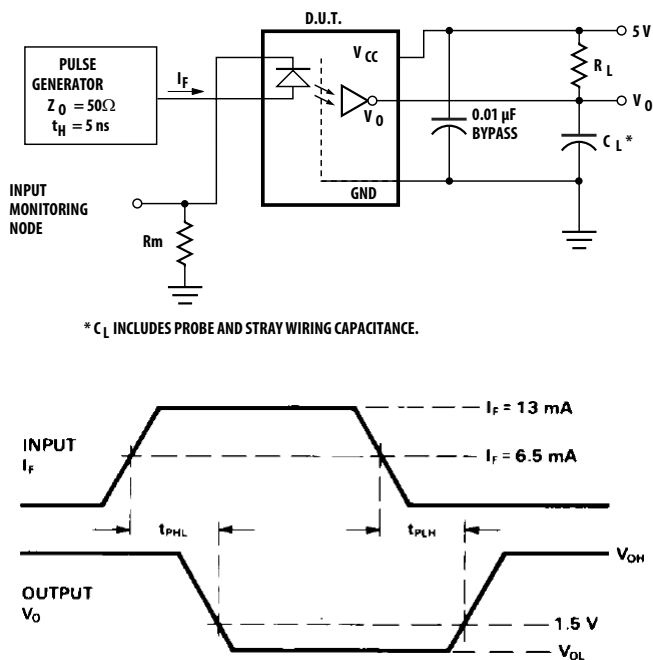 D.U.T.
PULSE
GENERATOR
Z O = 50Ω
t H = 5 ns
I F
V CC
V O
GND
0.01 µF
BYPASS
5 V
R L
V O
C L *
INPUT
MONITORING
NODE
Rm
* C L INCLUDES PROBE AND STRAY WIRING CAPACITANCE.
INPUT
I F
I F = 13 mA
I F = 6.5 mA
t PHL
t PLH
OUTPUT
V O
V OH
1.5 V
V OL